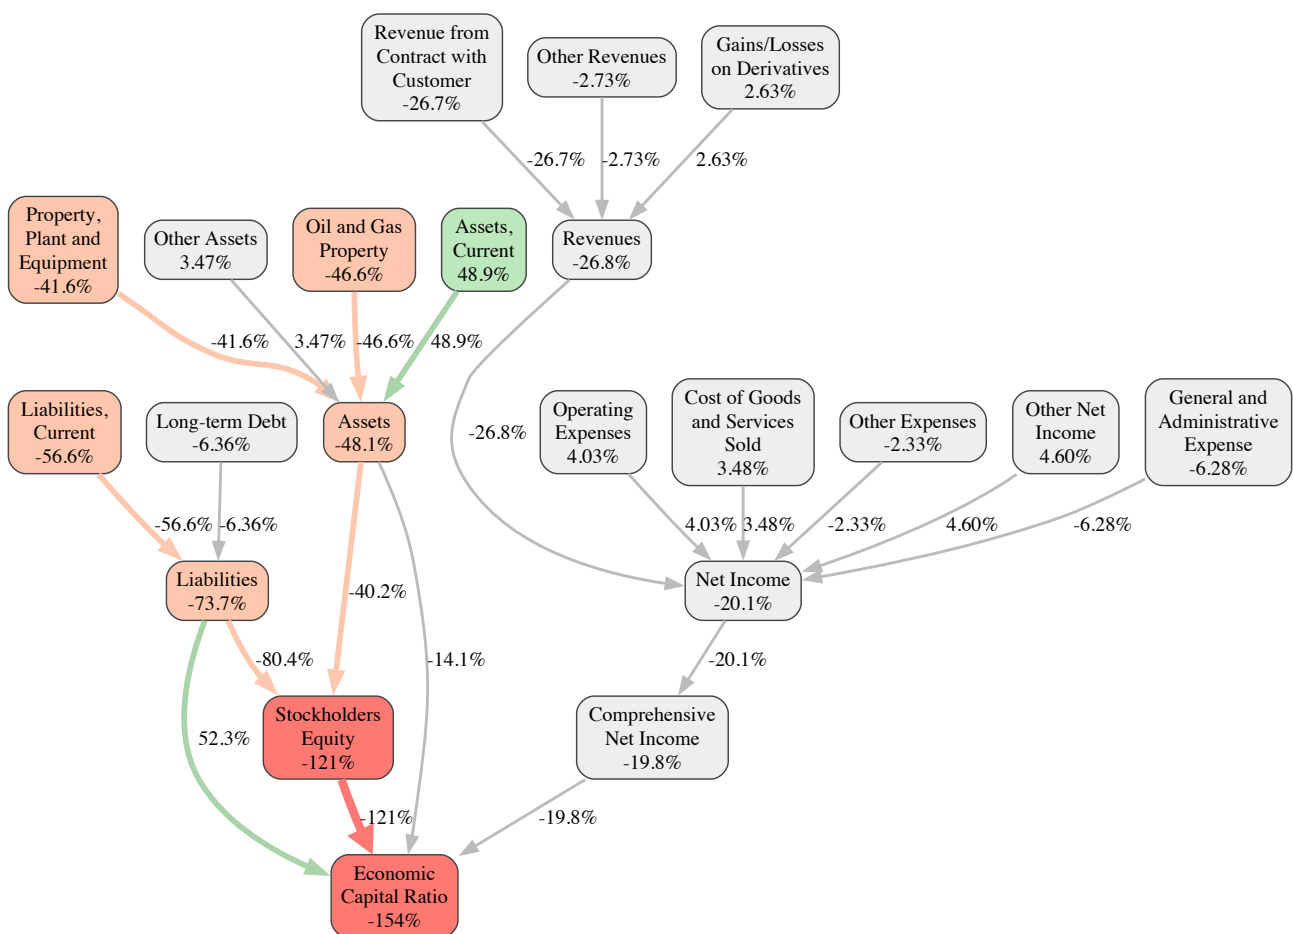 Revenue from
Contract with
Customer
-26.7%
Other Revenues
-2.73%
Gains/Losses
on Derivatives
2.63%
-26.7%
-2.73%
2.63%
Property,
Plant and
Equipment
-41.6%
Other Assets
3.47%
Oil and Gas
Property
-46.6%
Assets,
Current
48.9%
Revenues
-26.8%
-41.6%
3.47%
-46.6%
48.9%
Liabilities,
Current
-56.6%
Long-term Debt
-6.36%
Assets
-48.1%
-26.8%
Operating
Expenses
4.03%
Cost of Goods
and Services
Sold
3.48%
Other Expenses
-2.33%
Other Net
Income
4.60%
General and
Administrative
Expense
-6.28%
-56.6%
-6.36%
4.03%
3.48%
-2.33%
4.60%
-6.28%
Liabilities
-73.7%
-40.2%
Net Income
-20.1%
-80.4%
-14.1%
-20.1%
52.3%
Stockholders
Equity
-121%
Comprehensive
Net Income
-19.8%
-121%
-19.8%
Economic
Capital Ratio
-154%